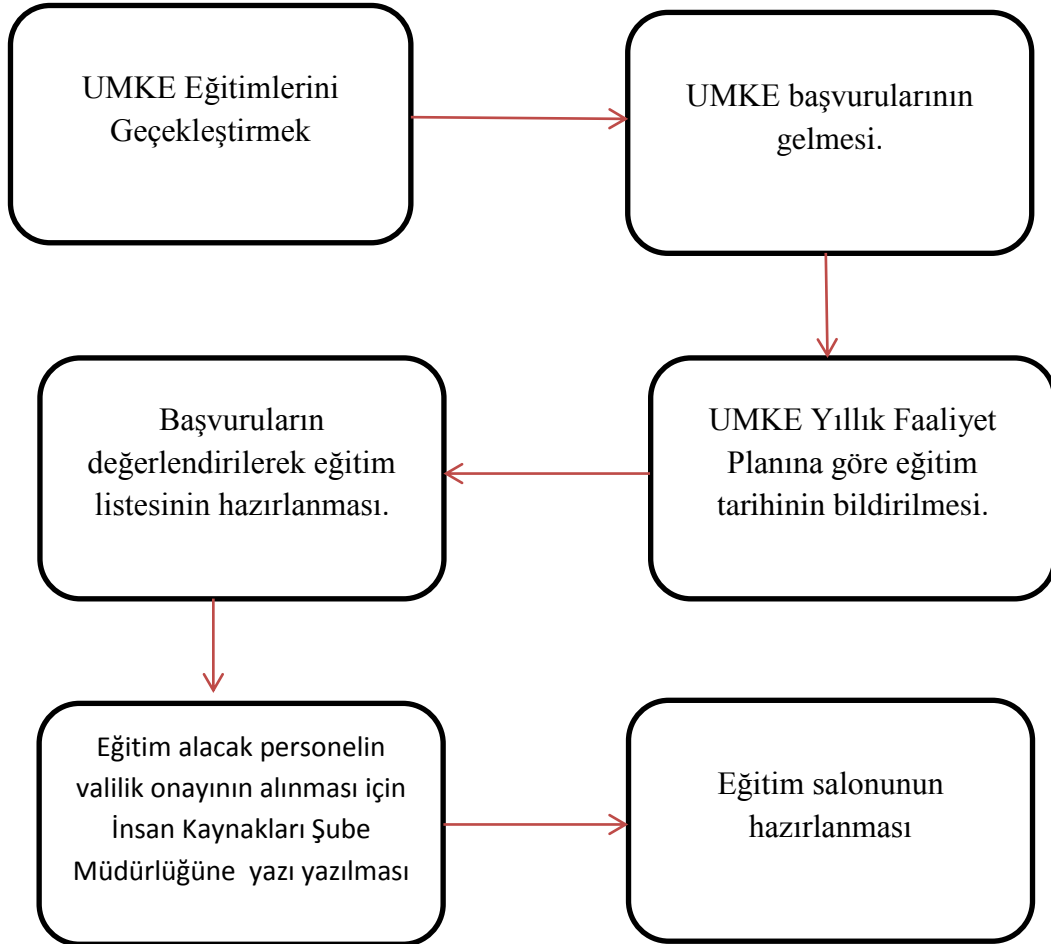 UMKE Eğitimlerini
Geçekleştirmek
UMKE başvurularının
gelmesi.
UMKE Yıllık Faaliyet
Planına göre eğitim
tarihinin bildirilmesi.
Başvuruların
değerlendirilerek eğitim
listesinin hazırlanması.
Eğitim alacak personelin
valilik onayının alınması için
İnsan Kaynakları Şube
Müdürlüğüne yazı yazılması
Eğitim salonunun
hazırlanması